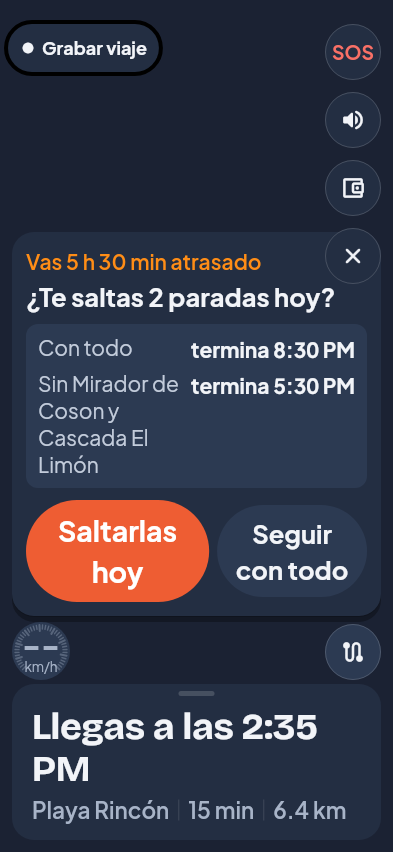 Grabar viaje
SOS
Vas 5 h 30 min atrasado
¿Te saltas 2 paradas hoy?
Con todo termina 8:30 PM
Sin Mirador de termina 5:30 PM
Coson y
Cascada El
Limón
Saltarlas
hoy
Seguir
con todo
-- 
km/h
Llegas a las 2:35
PM
Playa Rincón 15 min 6.4 km